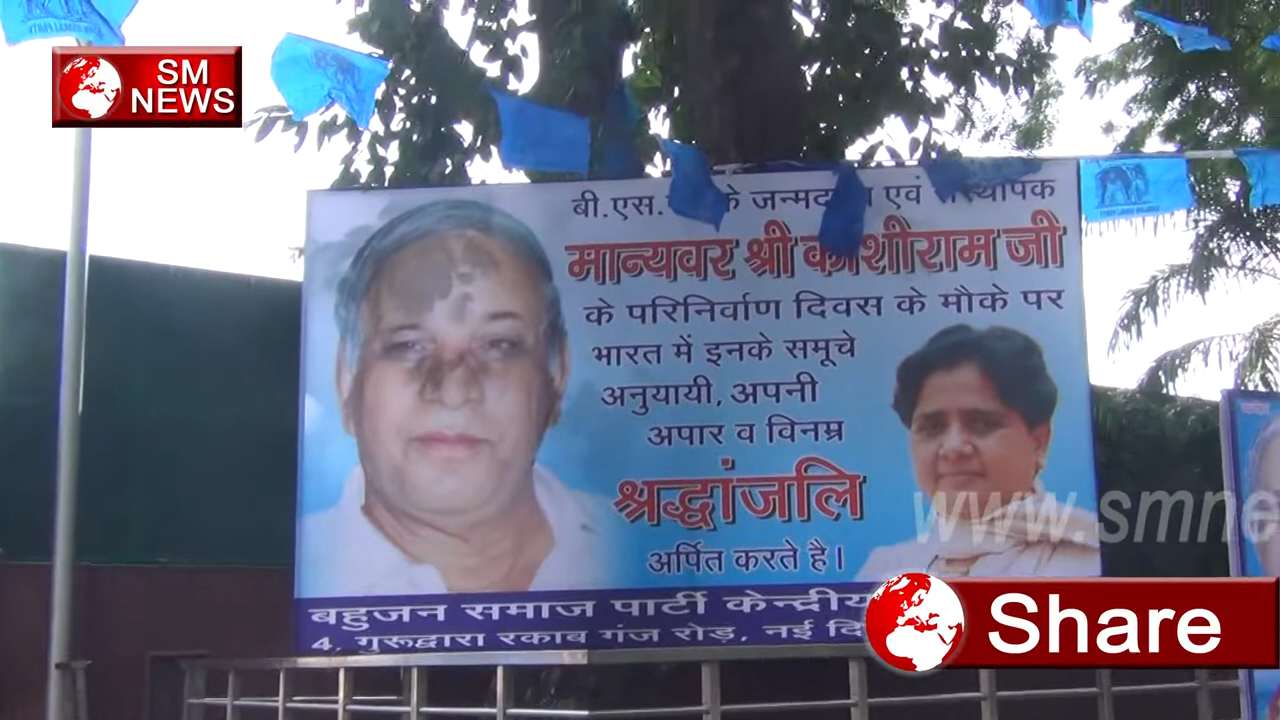 SM
NEWS
बी.एस. के जन्मदाता एवं संस्थापक
मान्यवर श्री कांशीराम जी
के परिनिर्वाण दिवस के मौके पर
भारत में इनके समूचे
अनुयायी, अपनी
अपार व विनम्र
श्रद्धांजलि
अर्पित करते है।
बहुजन समाज पार्टी केन्द्रीय
4, गुरूद्वारा रकाब गंज रोड़, नई
www.smne
Share